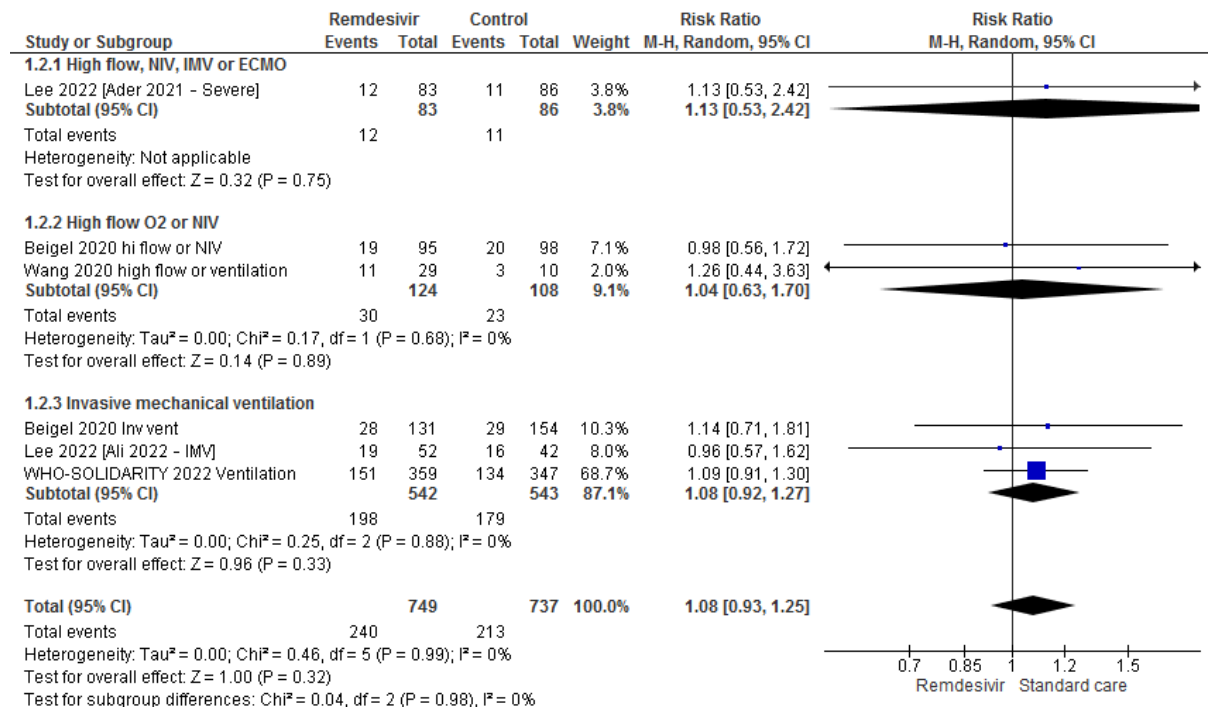 Remdesivir Control Risk Ratio Risk Ratio
Study or Subgroup Events Total Events Total Weight M-H, Random, 95% CI M-H, Random, 95% CI
1.2.1 High flow, NIV, IMV or ECMO
Lee 2022 [Ader 2021 - Severe] 12 83 11 86 3.8% 1.13 [0.53, 2.42]
Subtotal (95% CI) 83 86 3.8% 1.13 [0.53, 2.42]
Total events 12 11
Heterogeneity: Not applicable
Test for overall effect: Z = 0.32 (P = 0.75)
1.2.2 High flow O2 or NIV
Beigel 2020 hi flow or NIV 19 95 20 98 7.1% 0.98 [0.56, 1.72]
Wang 2020 high flow or ventilation 11 29 3 10 2.0% 1.26 [0.44, 3.63]
Subtotal (95% CI) 124 108 9.1% 1.04 [0.63, 1.70]
Total events 30 23
Heterogeneity: Tau² = 0.00; Chi² = 0.17, df = 1 (P = 0.68); I² = 0%
Test for overall effect: Z = 0.14 (P = 0.89)
1.2.3 Invasive mechanical ventilation
Beigel 2020 Inv vent 28 131 29 154 10.3% 1.14 [0.71, 1.81]
Lee 2022 [Ali 2022 - IMV] 19 52 16 42 8.0% 0.96 [0.57, 1.62]
WHO-SOLIDARITY 2022 Ventilation 151 359 134 347 68.7% 1.09 [0.91, 1.30]
Subtotal (95% CI) 542 543 87.1% 1.08 [0.92, 1.27]
Total events 198 179
Heterogeneity: Tau² = 0.00; Chi² = 0.25, df = 2 (P = 0.88); I² = 0%
Test for overall effect: Z = 0.96 (P = 0.33)
Total (95% CI) 749 737 100.0% 1.08 [0.93, 1.25]
Total events 240 213
Heterogeneity: Tau² = 0.00; Chi² = 0.46, df = 5 (P = 0.99); I² = 0%
Test for overall effect: Z = 1.00 (P = 0.32)
Test for subgroup differences: Chi² = 0.04, df = 2 (P = 0.98), I² = 0%
0.7 0.85 1 1.2 1.5
Remdesivir Standard care